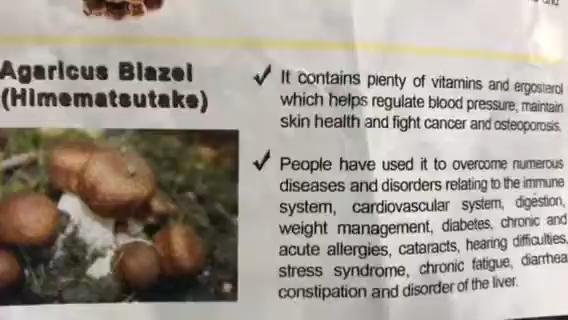 Agaricus Blazei
(Himematsutake)
✓ It contains plenty of vitamins and ergosterol
which helps regulate blood pressure, maintain
skin health and fight cancer and osteoporosis.
✓ People have used it to overcome numerous
diseases and disorders relating to the immune
system, cardiovascular system, digestion,
weight management, diabetes, chronic and
acute allergies, cataracts, hearing difficulties,
stress syndrome, chronic fatigue, diarrhea
constipation and disorder of the liver.